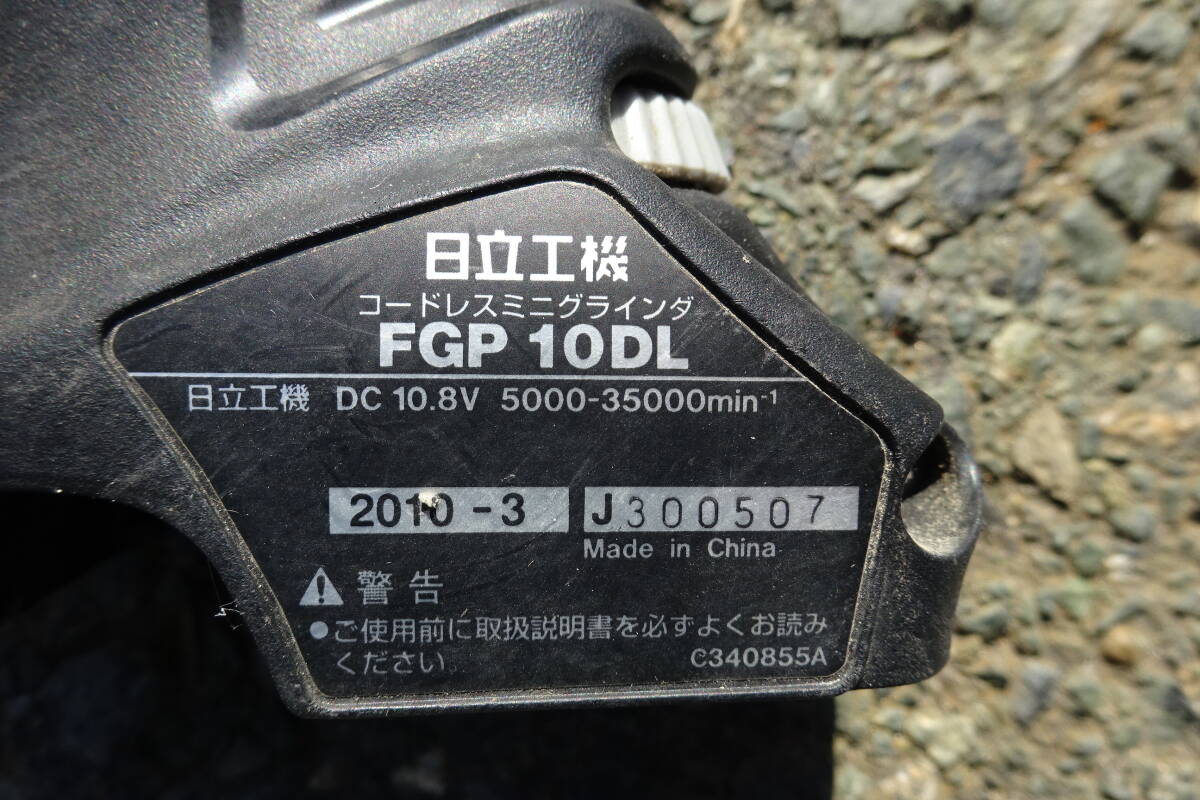 日立工機
コードレスミニグラインダ
FGP 10DL
日立工機 DC 10.8V 5000-35000min⁻¹
2010 -3 J300507
Made in China
警告
●ご使用前に取扱説明書を必ずよくお読み
ください
C340855A